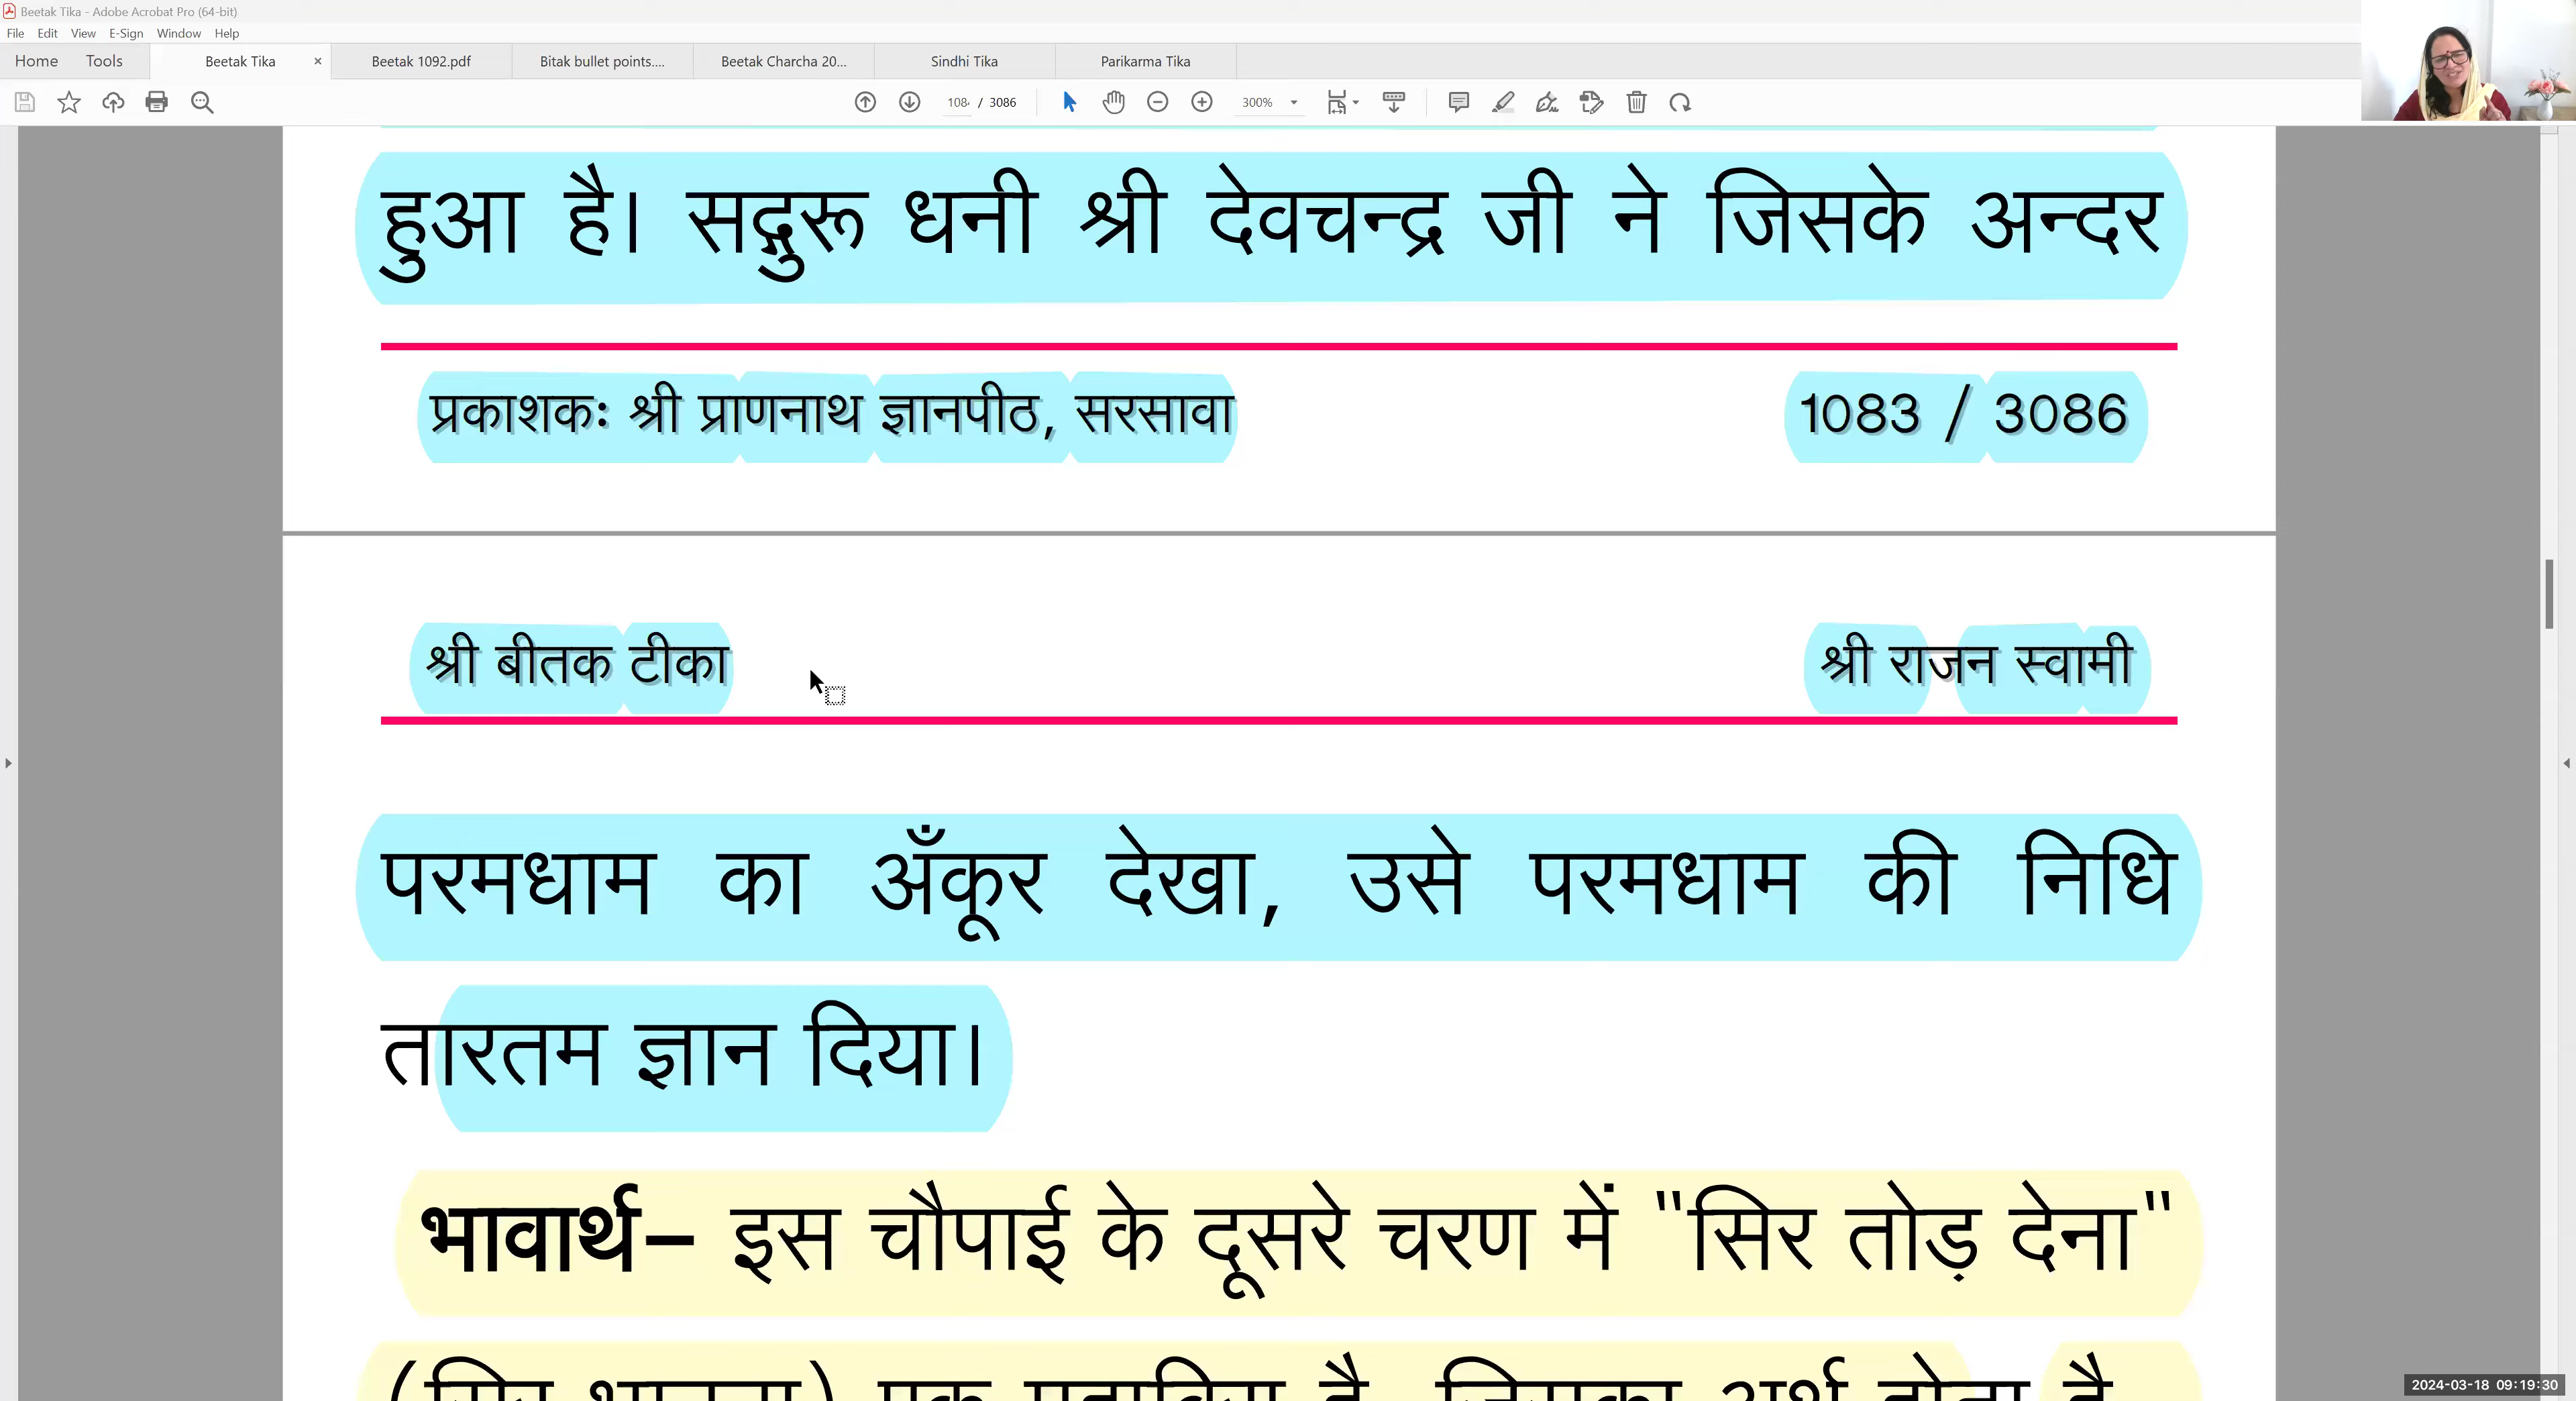 Beetak Tika - Adobe Acrobat Pro (64-bit)
File Edit View E-Sign Window Help
Home Tools Beetak Tika × Beetak 1092.pdf Bitak bullet points.... Beetak Charcha 20... Sindhi Tika Parikarma Tika
108 / 3086 300%
हुआ है। सद्गुरू धनी श्री देवचन्द्र जी ने जिसके अन्दर
प्रकाशकः श्री प्राणनाथ ज्ञानपीठ, सरसावा 1083 / 3086
श्री बीतक टीका श्री राजन स्वामी
परमधाम का अँकूर देखा, उसे परमधाम की निधि
तारतम ज्ञान दिया।
भावार्थ– इस चौपाई के दूसरे चरण में "सिर तोड़ देना"
2024-03-18 09:19:30